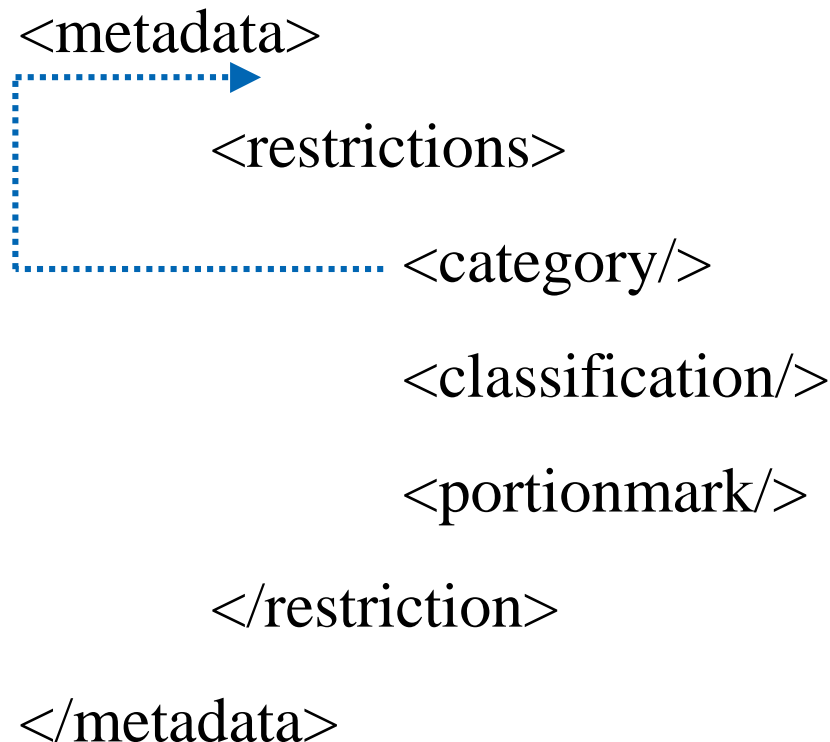 <metadata>
<restrictions>
<category/>
<classification/>
<portionmark/>
</restriction>
</metadata>